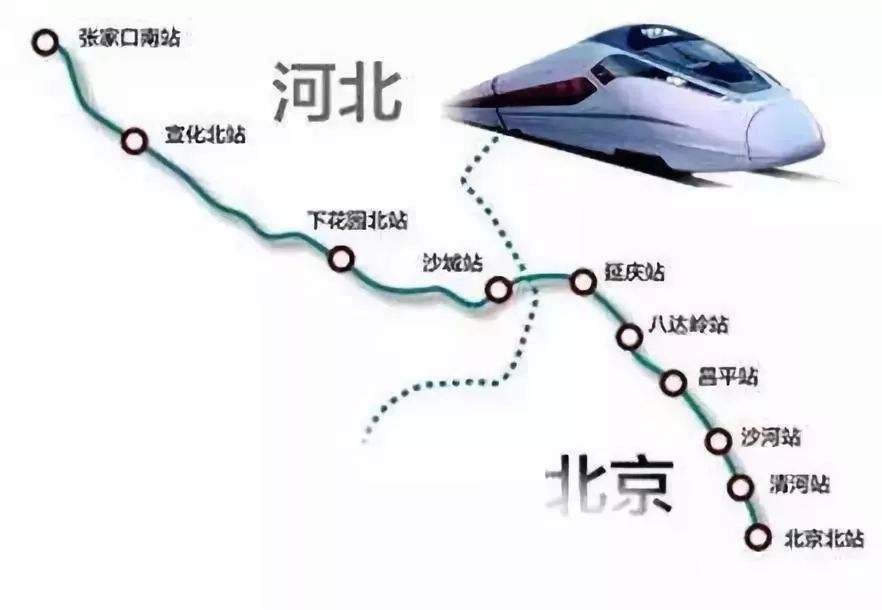 张家口南站
河北
宣化北站
下花园北站
沙城站
延庆站
八达岭站
昌平站
沙河站
北京
清河站
北京北站